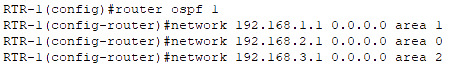 RTR-1(config)#router ospf 1
RTR-1(config-router)#network 192.168.1.1 0.0.0.0 area 1
RTR-1(config-router)#network 192.168.2.1 0.0.0.0 area 0
RTR-1(config-router)#network 192.168.3.1 0.0.0.0 area 2